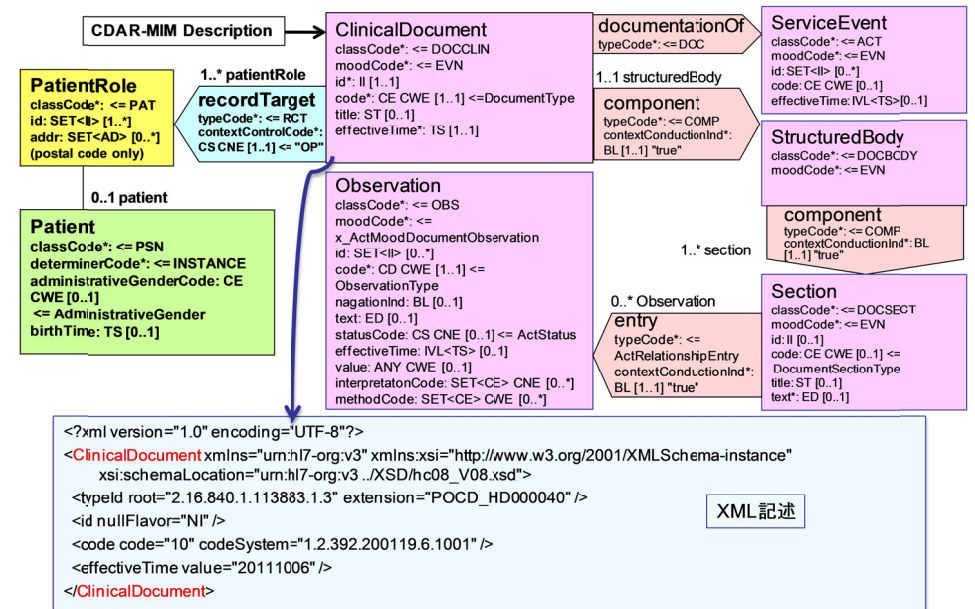 CDAR-MIM Description
ClinicalDocument
classCode*: <= DOCCLIN
moodCode*: <= EVN
id*: II [1..1]
code*: CE CWE [1..1] <=DocumentType
title: ST [0..1]
effectiveTime*: TS [1..1]
documentationOf
typeCode*: <= DOC
ServiceEvent
classCode*: <= ACT
moodCode*: <= EVN
id: SET<II> [0..*]
code: CE CWE [0..1]
effectiveTime: IVL<TS>[0..1]
1..* patientRole
PatientRole
classCode*: <= PAT
id: SET<II> [1..*]
addr: SET<AD> [0..*]
(postal code only)
recordTarget
typeCode*: <= RCT
contextControlCode*:
CS CNE [1..1] <= "OP"
1..1 structuredBody
component
typeCode*: <= COMP
contextConductionInd*:
BL [1..1] "true"
StructuredBody
classCode*: <= DOCBCDY
moodCode*: <= EVN
0..1 patient
Patient
classCode*: <= PSN
determinerCode*: <= INSTANCE
administrativeGenderCode: CE
CWE [0..1]
<= AdministrativeGender
birthTime: TS [0..1]
Observation
classCode*: <= OBS
moodCode*: <=
x_ActMoodDocumentObservation
id: SET<II> [0..*]
code*: CD CWE [1..1] <=
ObservationType
nagationInd: BL [0..1]
text: ED [0..1]
statusCode: CS CNE [0..1] <= ActStatus
effectiveTime: IVL<TS> [0..1]
value: ANY CWE [0..1]
interpretatonCode: SET<CE> CNE [0..*]
methodCode: SET<CE> CWE [0..*]
component
typeCode*: <= COMP
contextConductionInd*: BL
[1..1] "true"
1..* section
0..* Observation
entry
typeCode*: <=
ActRelationshipEntry
contextConductionInd*:
BL [1..1] "true"
Section
classCode*: <= DOCSECT
moodCode*: <= EVN
id: II [0..1]
code: CE CWE [0..1] <=
DocumentSectionType
title: ST [0..1]
text*: ED [0..1]
<?xml version="1.0" encoding="UTF-8"?>
<ClinicalDocument xmlns="urn:hl7-org:v3" xmlns:xsi="http://www.w3.org/2001/XMLSchema-instance"
xsi:schemaLocation="urn:hl7-org:v3 ../XSD/hc08_V08.xsd">
<typeId root="2.16.840.1.113883.1.3" extension="POCD_HD000040" />
<id nullFlavor="NI" />
<code code="10" codeSystem="1.2.392.200119.6.1001" />
<effectiveTime value="20111006" />
</ClinicalDocument>
XML記述